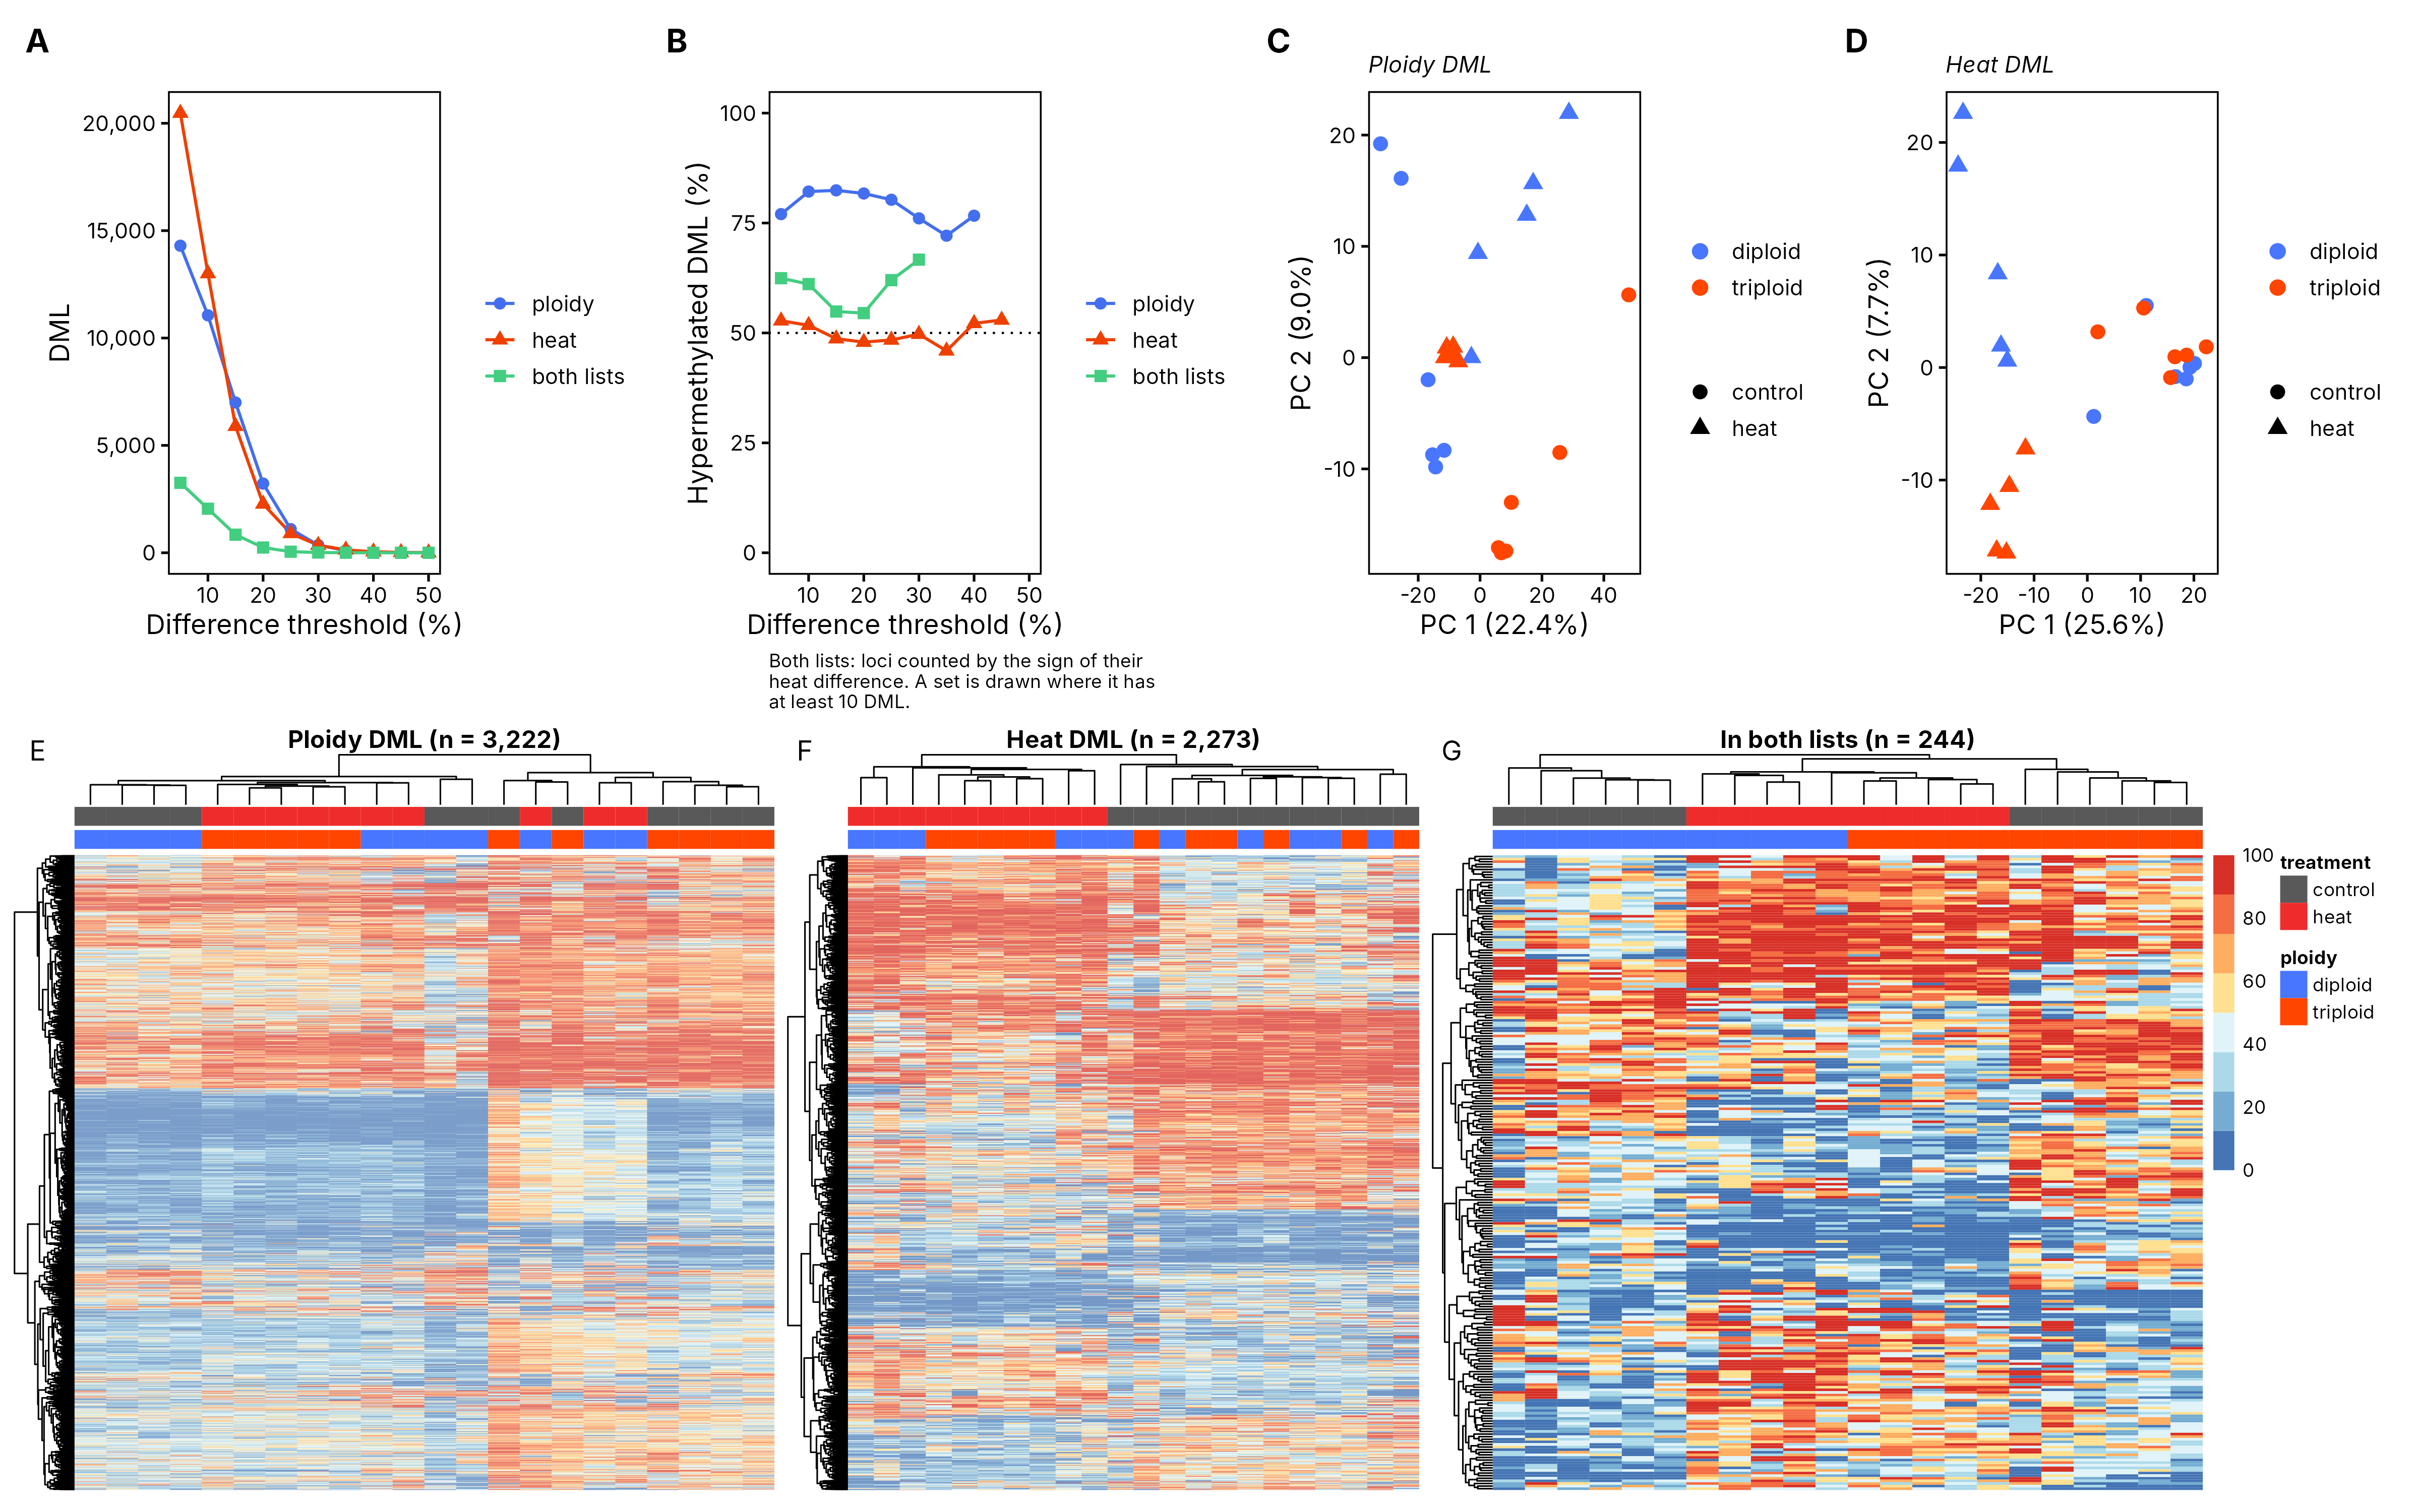 A
20,000
15,000
10,000
5,000
0
DML
10 20 30 40 50
Difference threshold (%)
ploidy
heat
both lists
B
100
75
50
25
0
Hypermethylated DML (%)
10 20 30 40 50
Difference threshold (%)
ploidy
heat
both lists
Both lists: loci counted by the sign of their
heat difference. A set is drawn where it has
at least 10 DML.
C
Ploidy DML
20
10
0
-10
PC 2 (9.0%)
-20 0 20 40
PC 1 (22.4%)
diploid
triploid
control
heat
D
Heat DML
20
10
0
-10
PC 2 (7.7%)
-20 -10 0 10 20
PC 1 (25.6%)
diploid
triploid
control
heat
E
Ploidy DML (n = 3,222)
F
Heat DML (n = 2,273)
G
In both lists (n = 244)
100
80
60
40
20
0
treatment
control
heat
ploidy
diploid
triploid